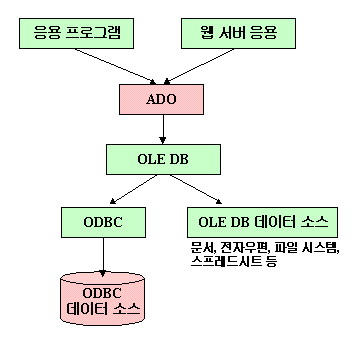 응용 프로그램
웹 서버 응용
ADO
OLE DB
ODBC
OLE DB 데이터 소스
문서, 전자우편, 파일 시스템,
스프레드시트 등
ODBC
데이터 소스